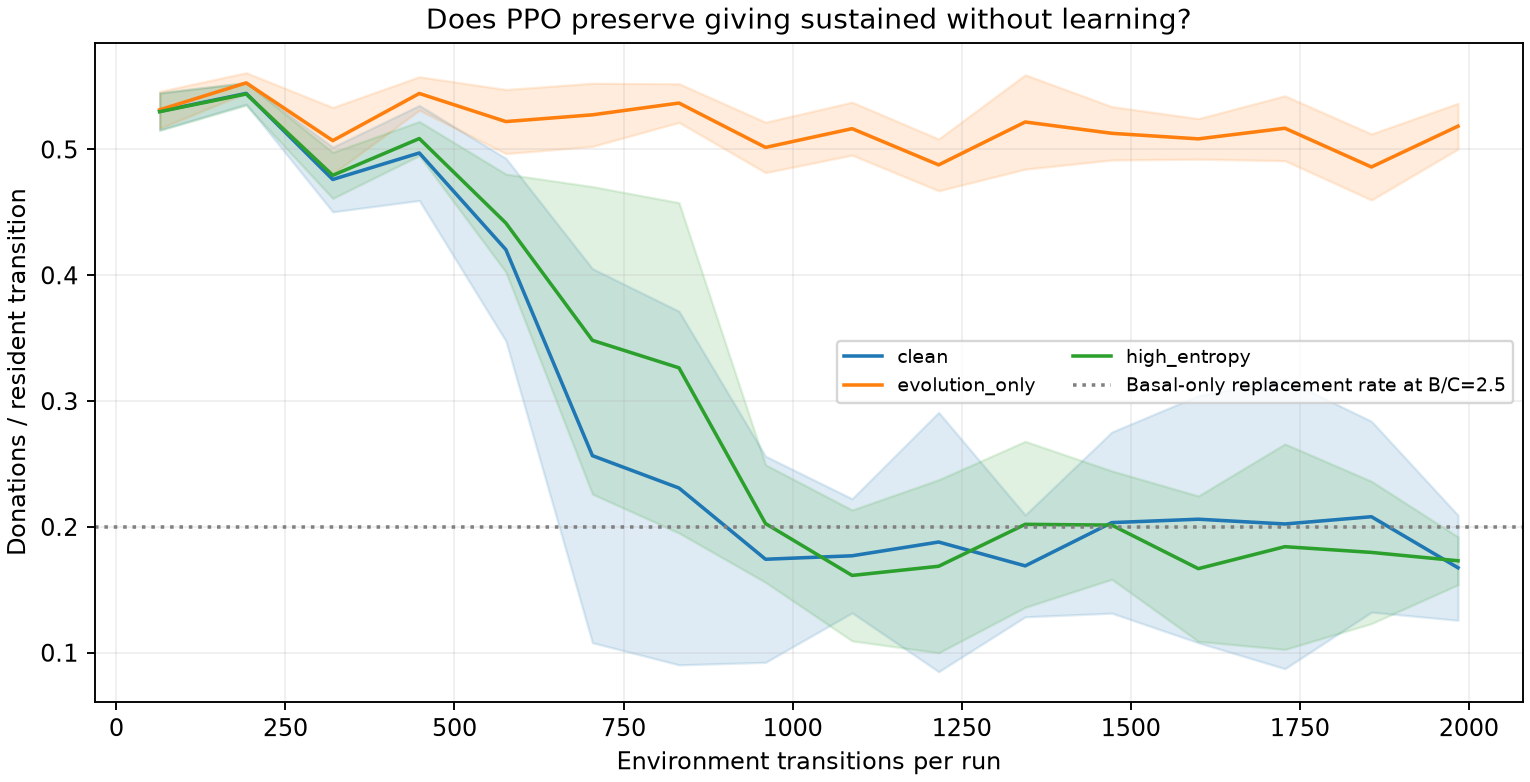 Does PPO preserve giving sustained without learning?
Donations / resident transition
0.5
0.4
0.3
0.2
0.1
clean
evolution_only
high_entropy
Basal-only replacement rate at B/C=2.5
0 250 500 750 1000 1250 1500 1750 2000
Environment transitions per run